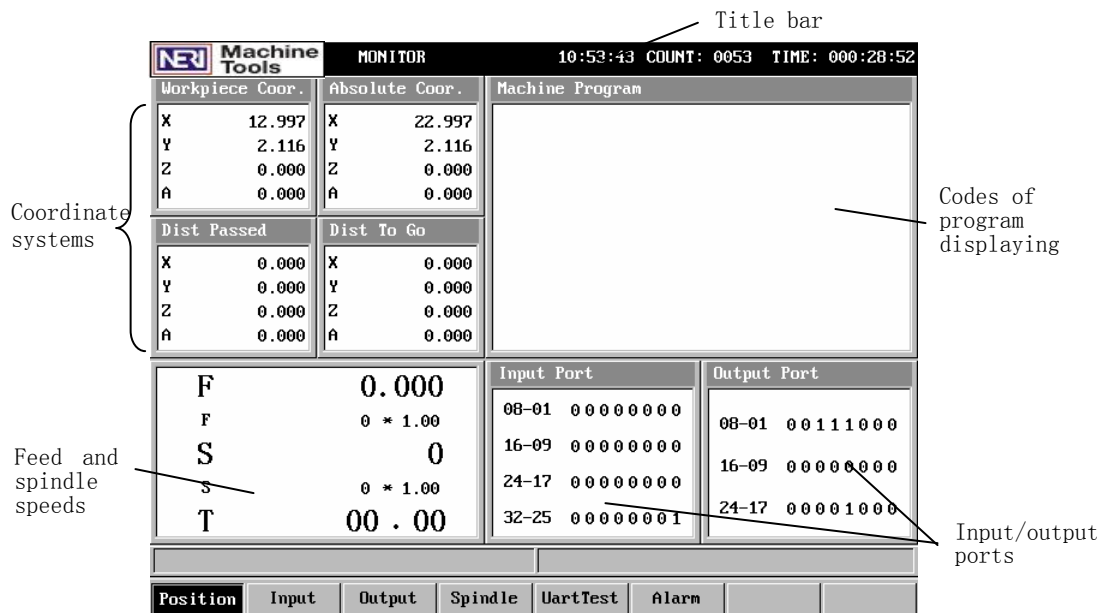 Title bar
NERI Machine Tools MONITOR 10:53:43 COUNT: 0053 TIME: 000:28:52
Workpiece Coor.
X 12.997
Y 2.116
Z 0.000
A 0.000
Absolute Coor.
X 22.997
Y 2.116
Z 0.000
A 0.000
Machine Program
Coordinate
systems
Codes of
program
displaying
Dist Passed
X 0.000
Y 0.000
Z 0.000
A 0.000
Dist To Go
X 0.000
Y 0.000
Z 0.000
A 0.000
Feed and
spindle
speeds
F 0.000
F 0 * 1.00
S 0
S 0 * 1.00
T 00 . 00
Input Port
08-01 00000000
16-09 00000000
24-17 00000000
32-25 00000001
Output Port
08-01 00111000
16-09 00000000
24-17 00001000
Input/output
ports
Position Input Output Spindle UartTest Alarm